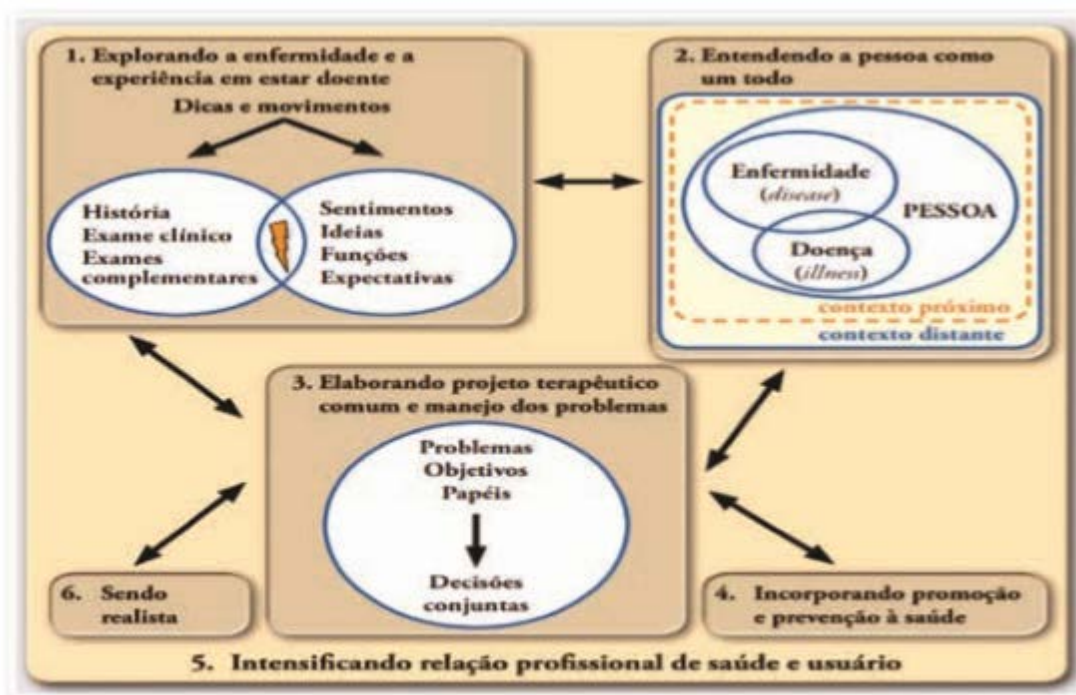 1. Explorando a enfermidade e a
experiência em estar doente
Dicas e movimentos
História
Exame clínico
Exames
complementares
Sentimentos
Ideias
Funções
Expectativas
2. Entendendo a pessoa como
um todo
Enfermidade
(disease)
PESSOA
Doença
(illness)
contexto próximo
contexto distante
3. Elaborando projeto terapêutico
comum e manejo dos problemas
Problemas
Objetivos
Papéis
Decisões
conjuntas
6. Sendo
realista
4. Incorporando promoção
e prevenção à saúde
5. Intensificando relação profissional de saúde e usuário